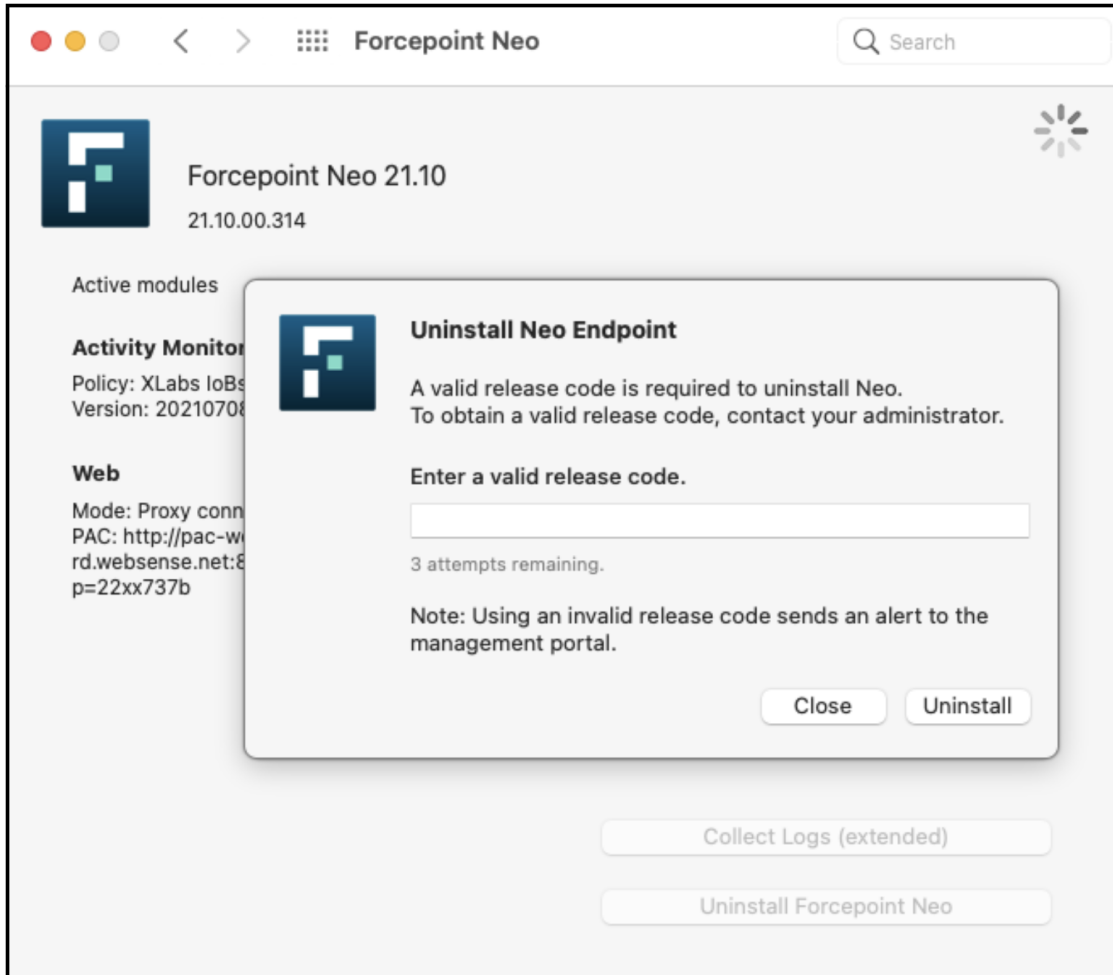 Forcepoint Neo
Search
Forcepoint Neo 21.10
21.10.00.314
Active modules
Activity Monitor
Policy: XLabs IoBs
Version: 2021070
Web
Mode: Proxy conn
PAC: http://pac-w
rd.websense.net:8
p=22xx737b
Uninstall Neo Endpoint
A valid release code is required to uninstall Neo.
To obtain a valid release code, contact your administrator.
Enter a valid release code.
3 attempts remaining.
Note: Using an invalid release code sends an alert to the
management portal.
Close
Uninstall
Collect Logs (extended)
Uninstall Forcepoint Neo